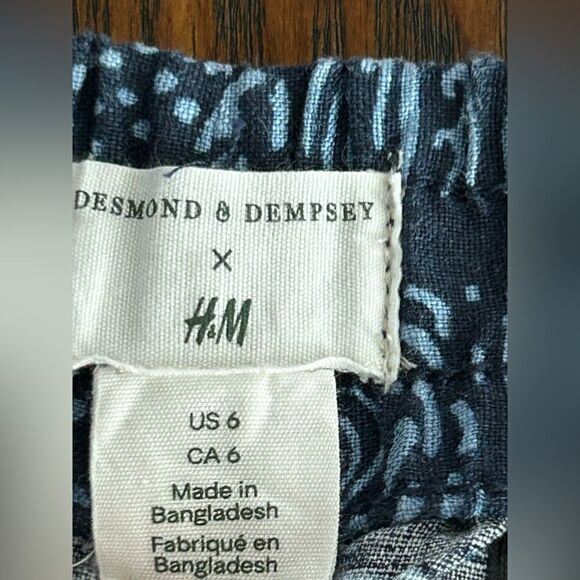 DESMOND & DEMPSEY
X
H&M
US 6
CA 6
Made in
Bangladesh
Fabriqué en
Bangladesh